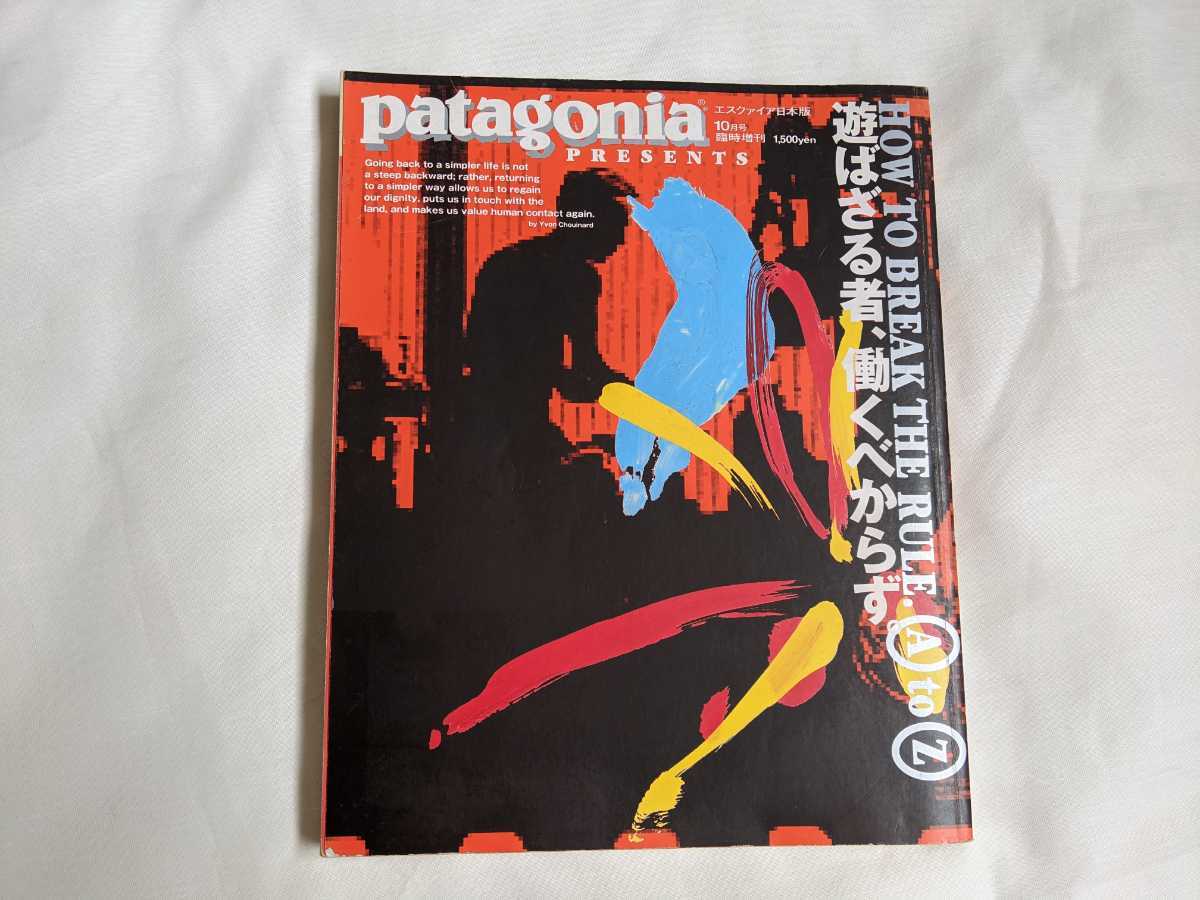 patagonia®
PRESENTS
エスクァイア日本版
10月号
臨時増刊 1,500yen
Going back to a simpler life is not
a steep backward; rather, returning
to a simpler way allows us to regain
our dignity, puts us in touch with the
land, and makes us value human contact again.
by Yvon Chouinard
HOW TO BREAK THE RULE. A to Z
遊ばざる者、働くべからず。